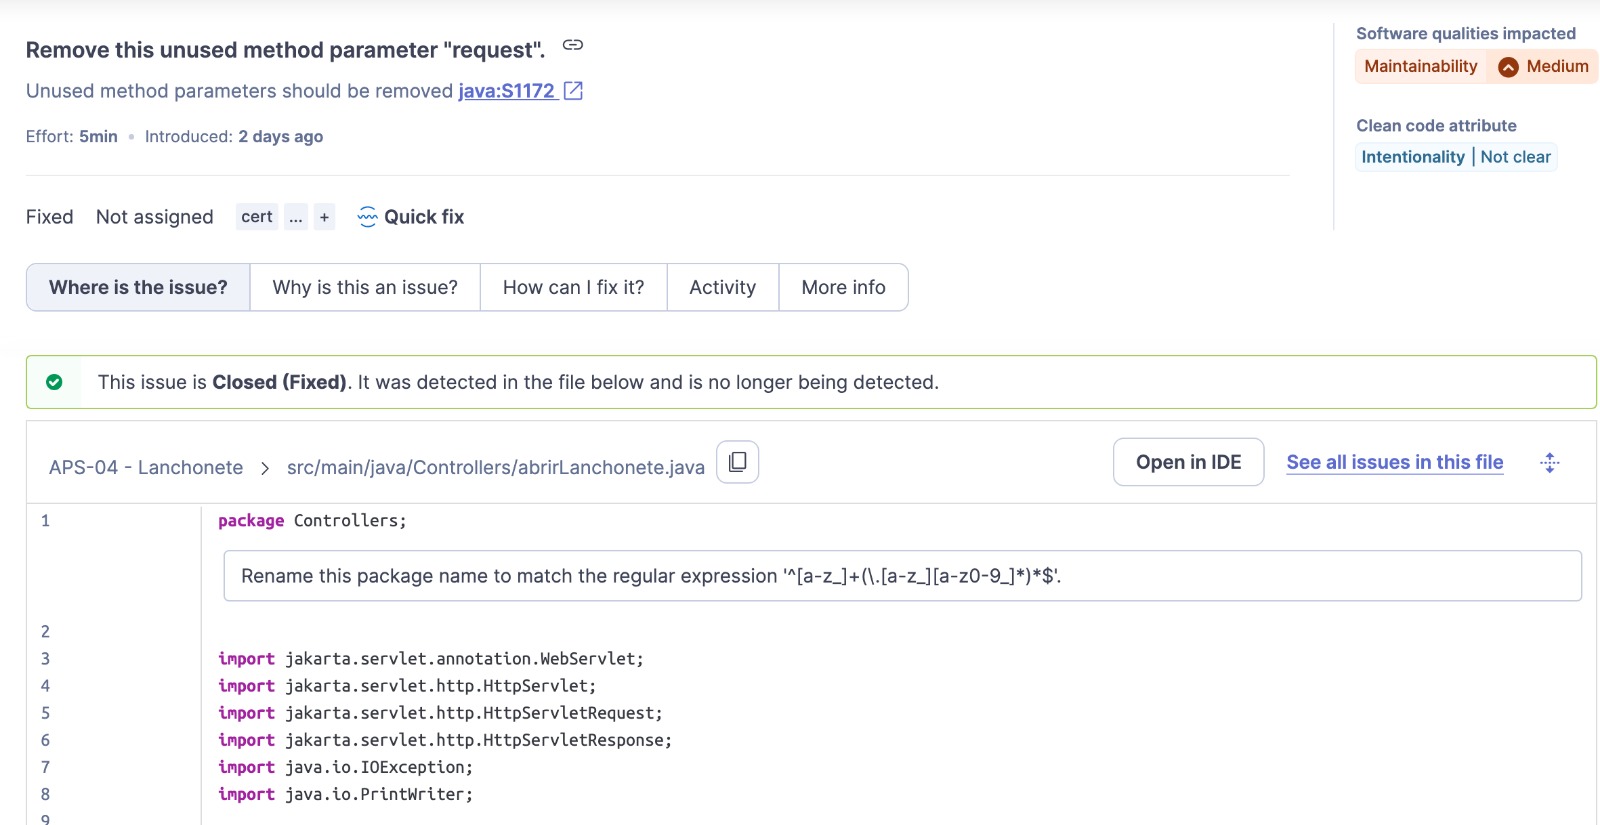 Remove this unused method parameter "request".
Unused method parameters should be removed java:S1172
Effort: 5min • Introduced: 2 days ago
Software qualities impacted
Maintainability Medium
Clean code attribute
Intentionality | Not clear
Fixed Not assigned cert ... + Quick fix
Where is the issue? Why is this an issue? How can I fix it? Activity More info
This issue is Closed (Fixed). It was detected in the file below and is no longer being detected.
APS-04 - Lanchonete > src/main/java/Controllers/abrirLanchonete.java Open in IDE See all issues in this file
1 package Controllers;
Rename this package name to match the regular expression '^[a-z_]+(\.[a-z_][a-z0-9_]*)*$'.
2
3 import jakarta.servlet.annotation.WebServlet;
4 import jakarta.servlet.http.HttpServlet;
5 import jakarta.servlet.http.HttpServletRequest;
6 import jakarta.servlet.http.HttpServletResponse;
7 import java.io.IOException;
8 import java.io.PrintWriter;
9